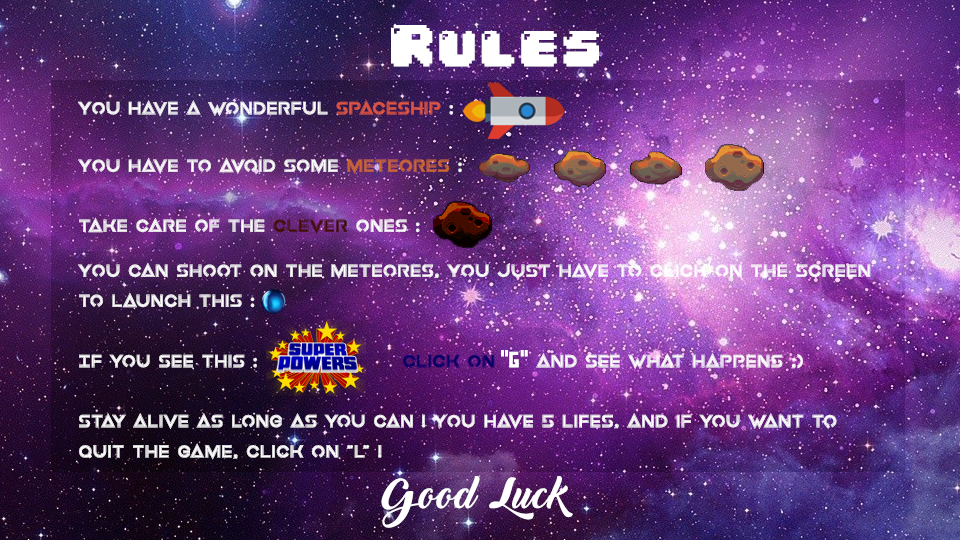 RULES
YOU HAVE A WONDERFUL SPACESHIP :
YOU HAVE TO AVOID SOME METEORES :
TAKE CARE OF THE CLEVER ONES :
YOU CAN SHOOT ON THE METEORES, YOU JUST HAVE TO CLICK ON THE SCREEN
TO LAUNCH THIS :
IF YOU SEE THIS : SUPER POWERS CLICK ON "G" AND SEE WHAT HAPPENS ;)
STAY ALIVE AS LONG AS YOU CAN ! YOU HAVE 5 LIFES, AND IF YOU WANT TO
QUIT THE GAME, CLICK ON "L" !
Good Luck